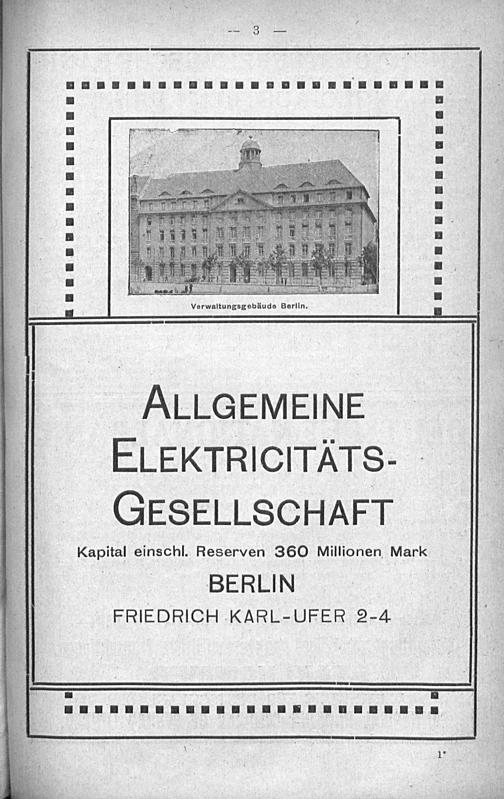 — 3 —
Verwaltungsgebäude Berlin.
ALLGEMEINE
ELEKTRICITÄTS-
GESELLSCHAFT
Kapital einschl. Reserven 360 Millionen Mark
BERLIN
FRIEDRICH KARL-UFER 2-4
1*